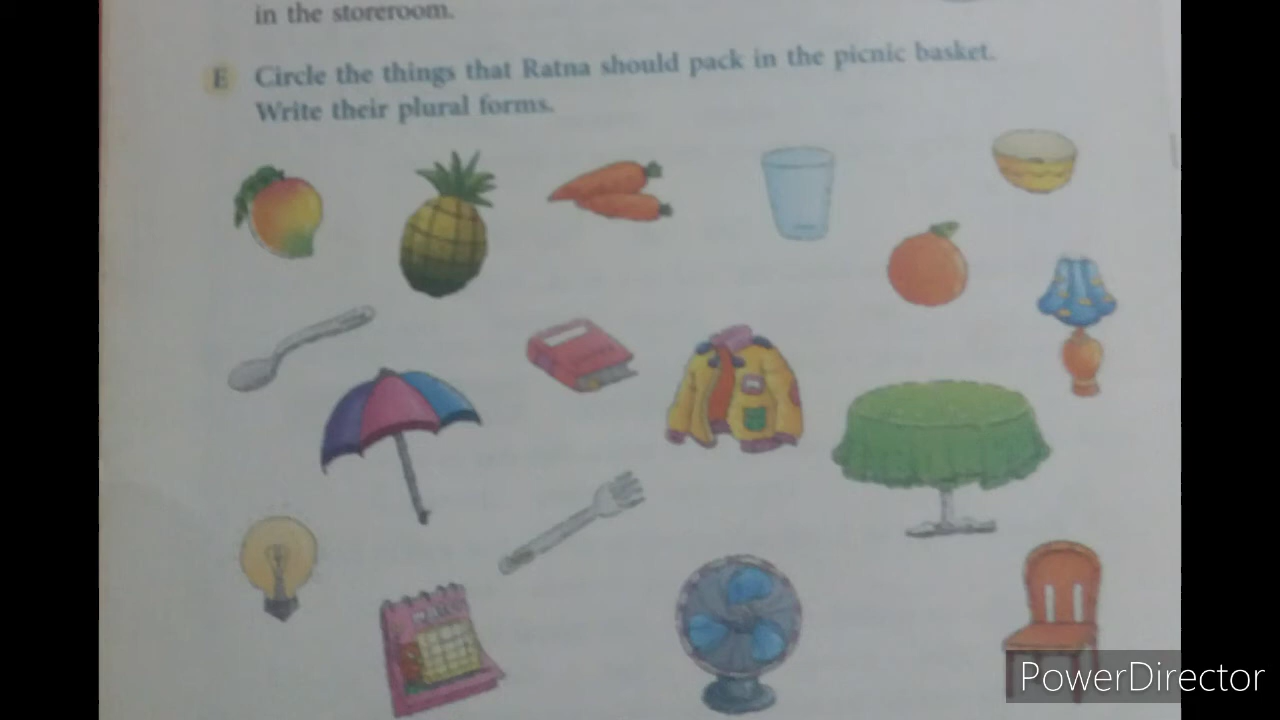 in the storeroom.
E Circle the things that Ratna should pack in the picnic basket.
Write their plural forms.
PowerDirector